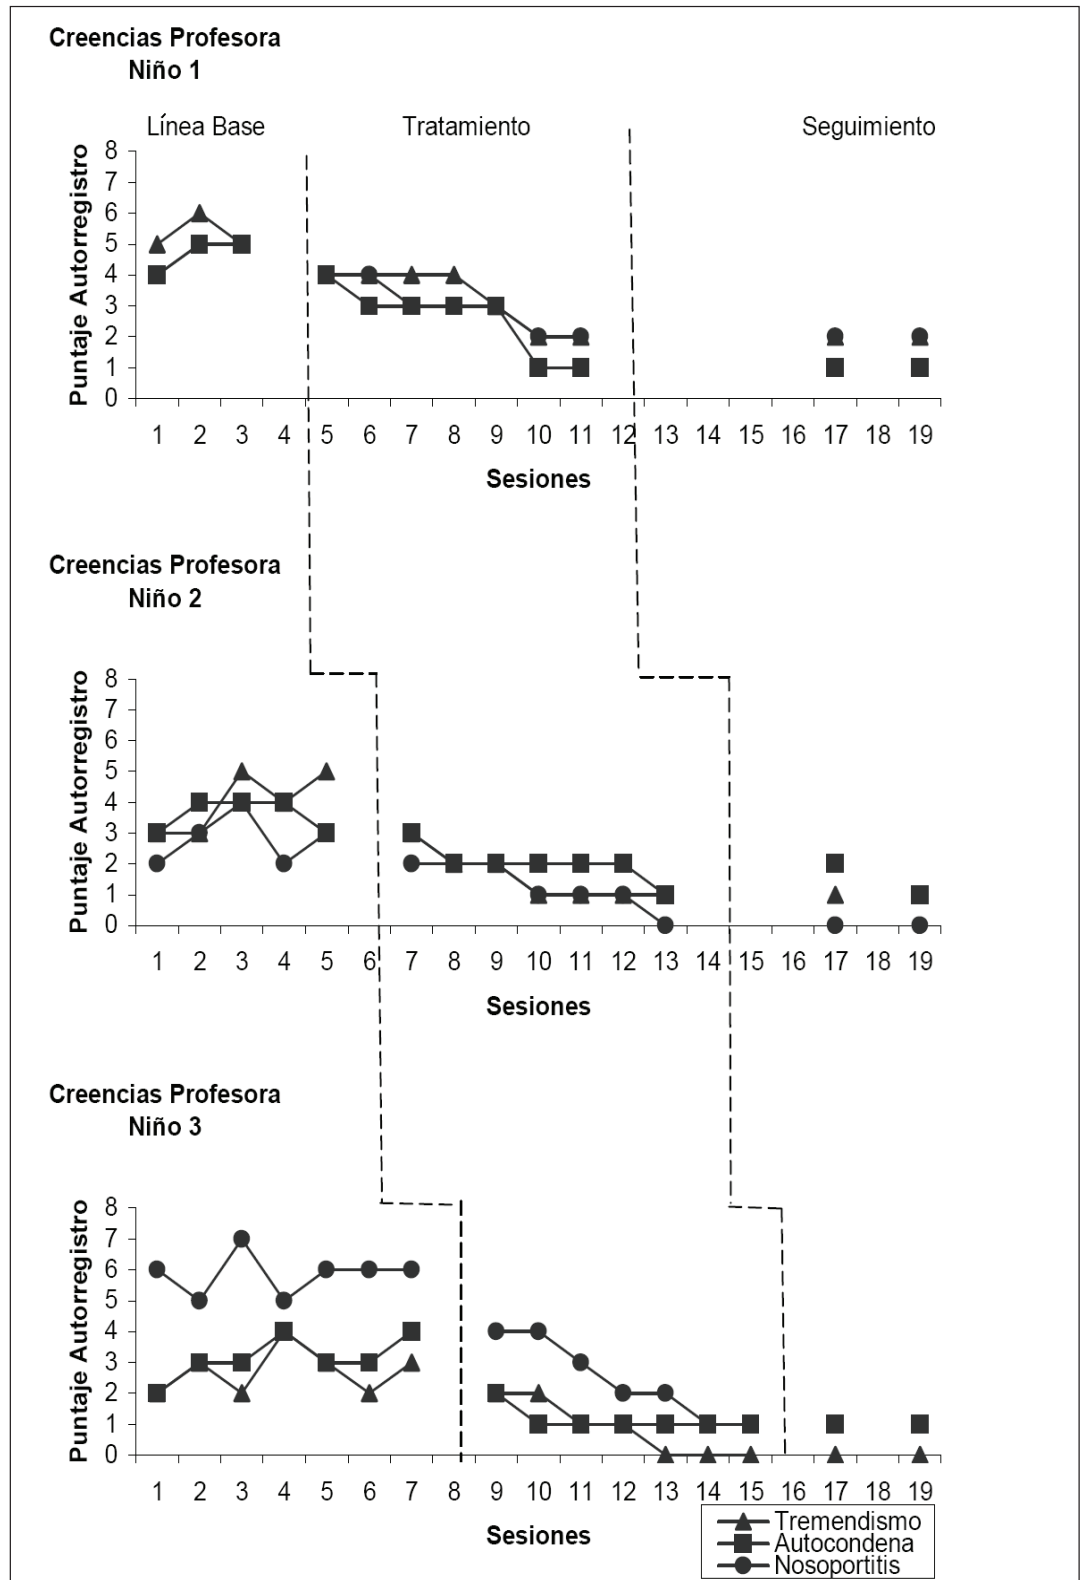 Creencias Profesora
Niño 1
Línea Base Tratamiento Seguimiento
Puntaje Autorregistro
8
7
6
5
4
3
2
1
0
1 2 3 4 5 6 7 8 9 10 11 12 13 14 15 16 17 18 19
Sesiones
Creencias Profesora
Niño 2
Puntaje Autorregistro
8
7
6
5
4
3
2
1
0
1 2 3 4 5 6 7 8 9 10 11 12 13 14 15 16 17 18 19
Sesiones
Creencias Profesora
Niño 3
Puntaje Autorregistro
8
7
6
5
4
3
2
1
0
1 2 3 4 5 6 7 8 9 10 11 12 13 14 15 16 17 18 19
Sesiones
Tremendismo
Autocondena
Nosoportitis